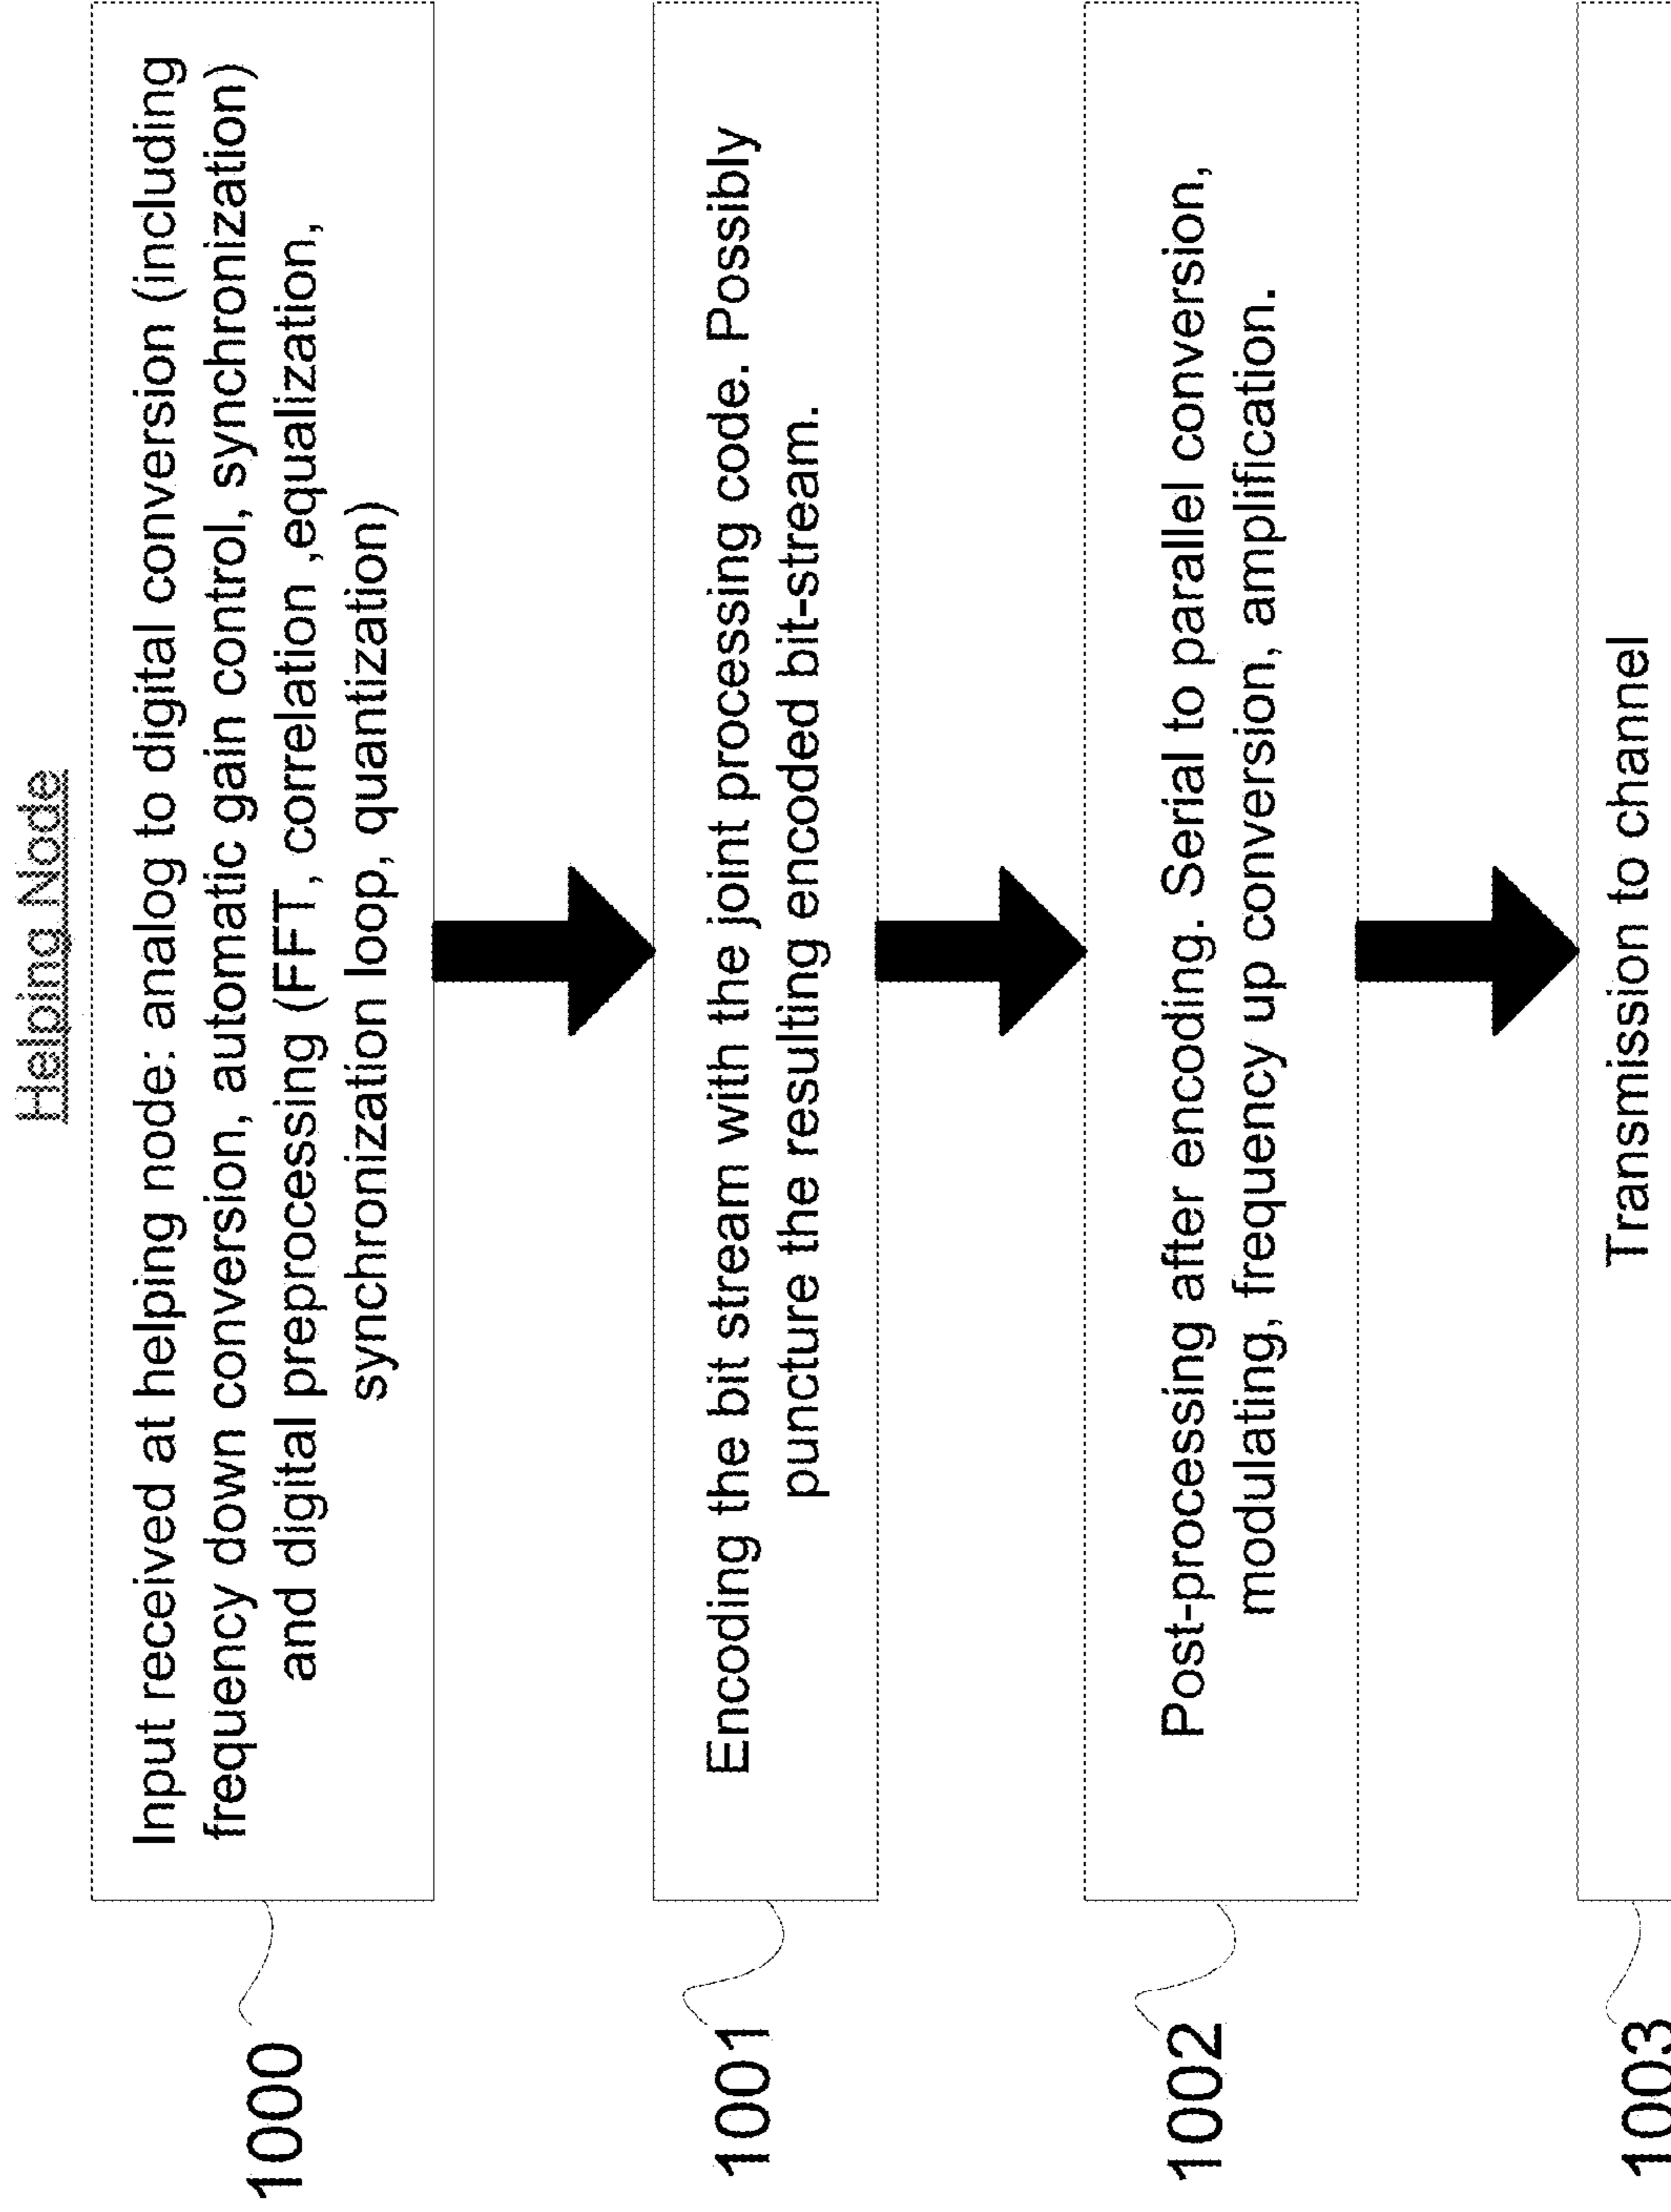 Helping Node
1000
Input received at helping node: analog to digital conversion (including
frequency down conversion, automatic gain control, synchronization)
and digital preprocessing (FFT, correlation ,equalization,
synchronization loop, quantization)
1001
Encoding the bit stream with the joint processing code. Possibly
puncture the resulting encoded bit-stream.
1002
Post-processing after encoding. Serial to parallel conversion,
modulating, frequency up conversion, amplification.
1003
Transmission to channel